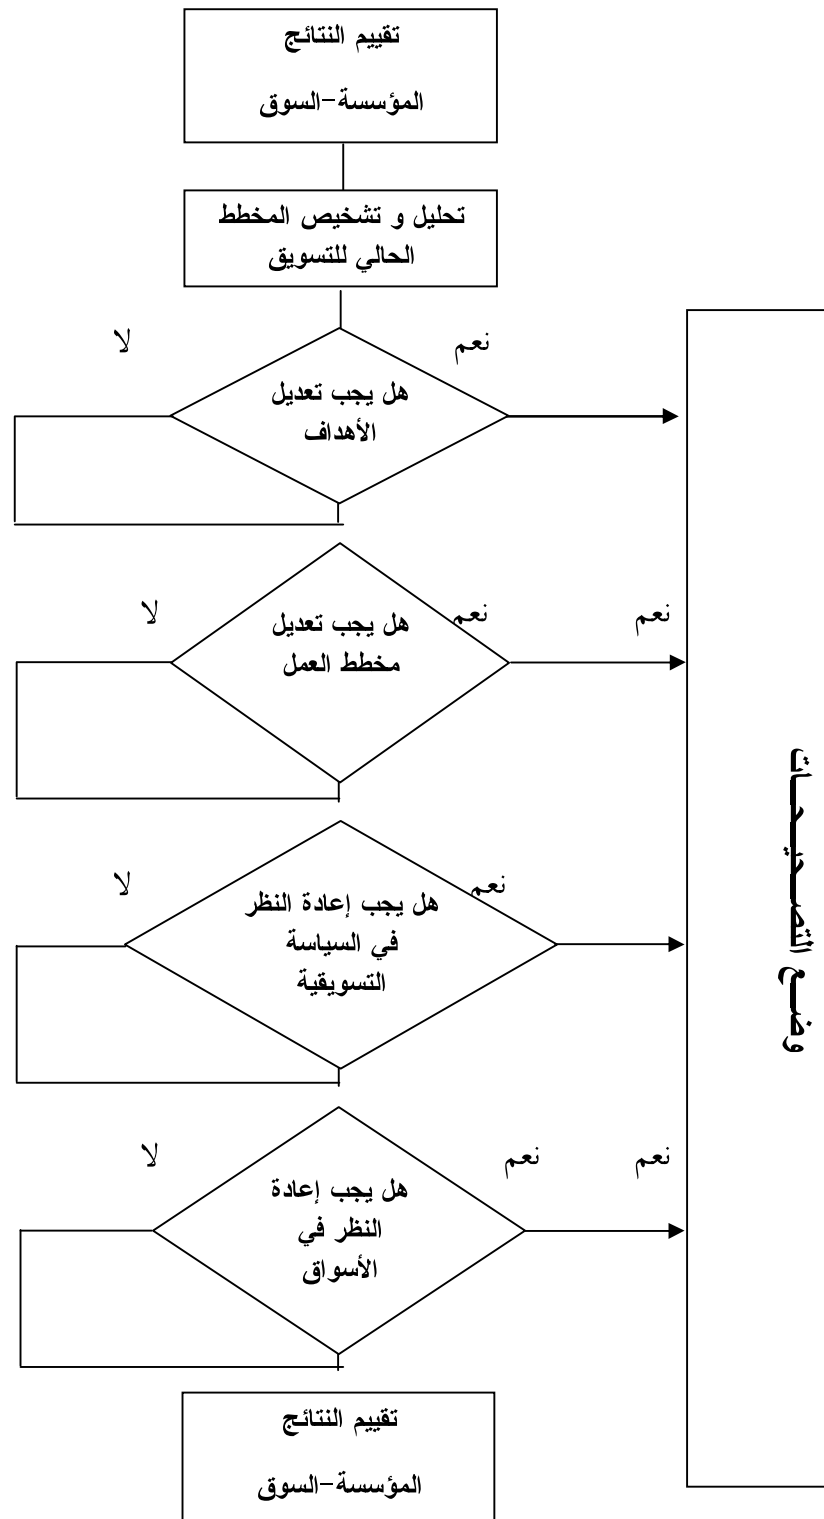 تقييم النتائج
المؤسسة-السوق
تحليل و تشخيص المخطط
الحالي للتسويق
نعم
لا
هل يجب تعديل
الأهداف
نعم
نعم
لا
هل يجب تعديل
مخطط العمل
نعم
لا
هل يجب إعادة النظر
في السياسة
التسويقية
نعم
نعم
لا
هل يجب إعادة
النظر في
الأسواق
تقييم النتائج
المؤسسة-السوق
وضـع التصـحيـحـات